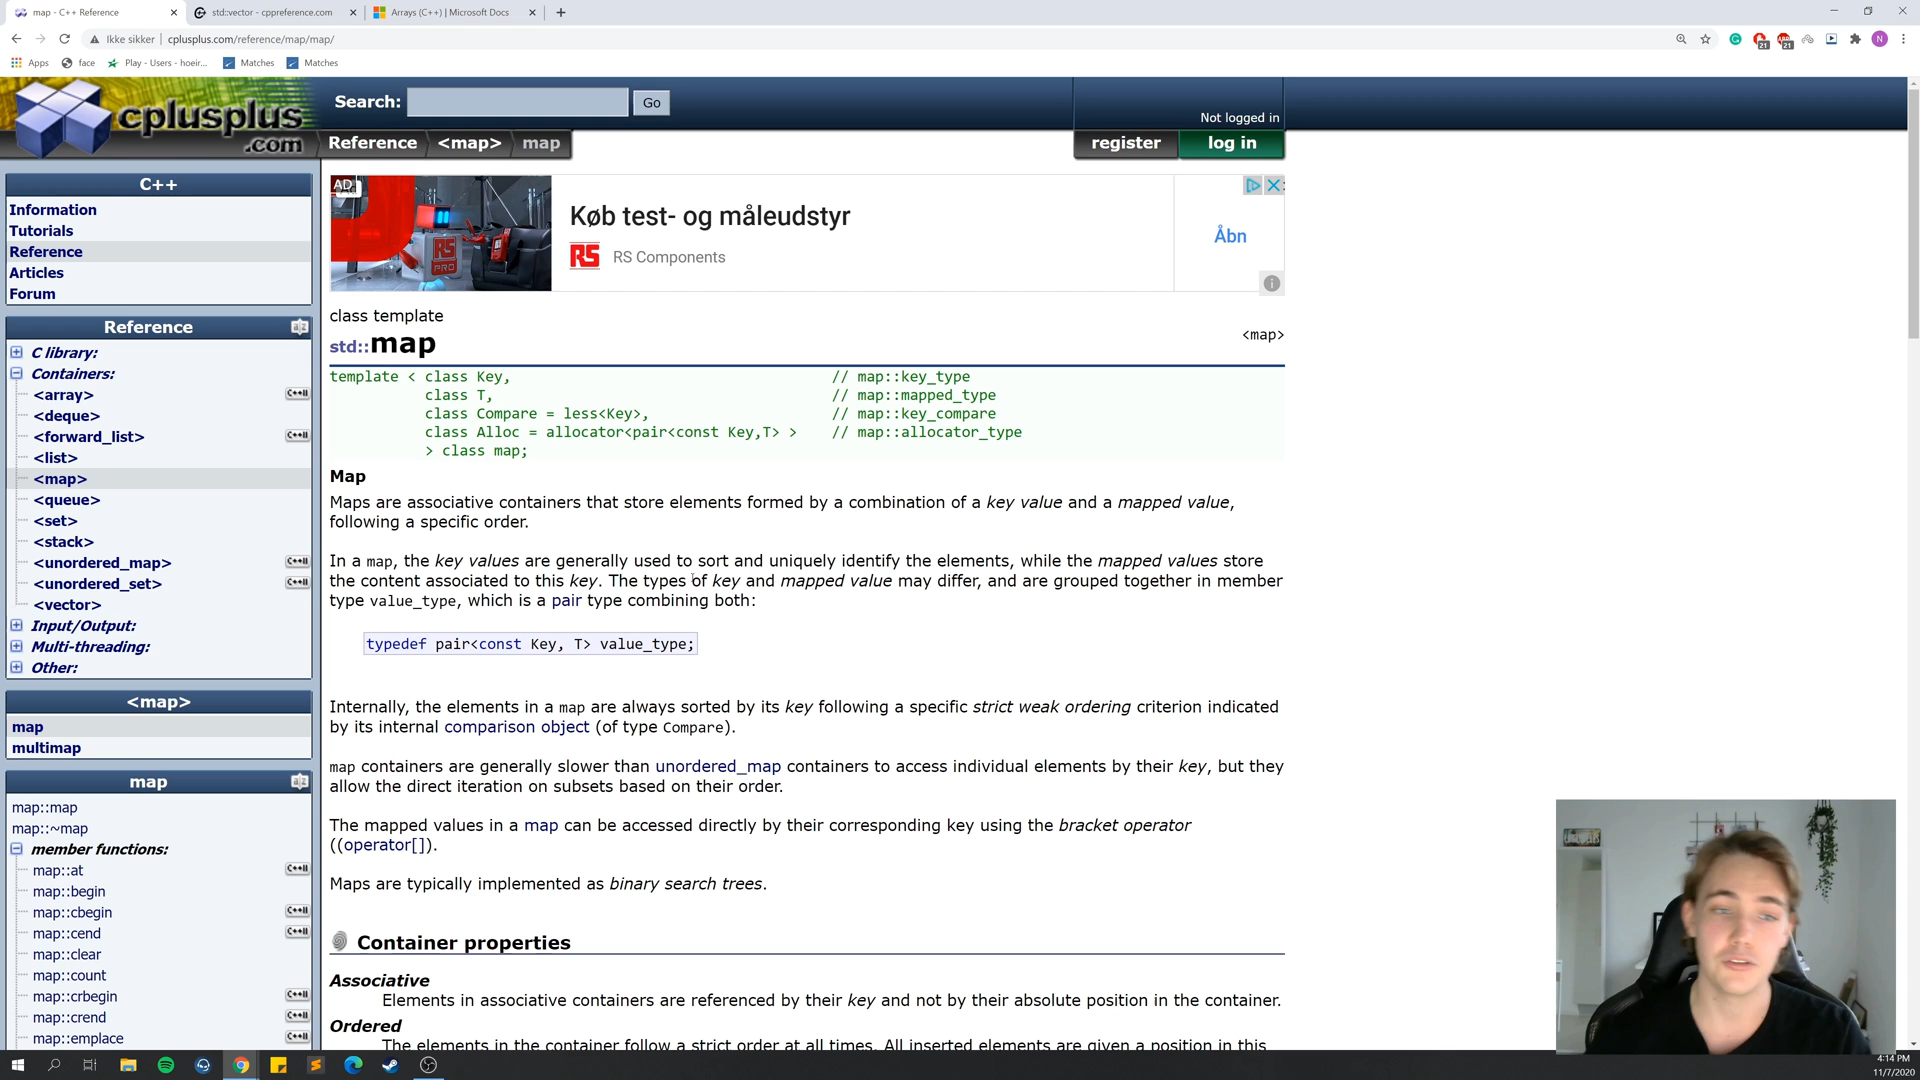 map - C++ Reference
std::vector - cppreference.com
Arrays (C++) | Microsoft Docs
Ikke sikker
cplusplus.com/reference/map/map/
21
21
N
Apps
face
Play - Users - hoeir...
Matches
Matches
cplusplus
.com
Search:
Go
Not logged in
Reference
<map>
map
register
log in
C++
Information
Tutorials
Reference
Articles
Forum
Reference
C library:
Containers:
<array>
C++11
<deque>
<forward_list>
C++11
<list>
<map>
<queue>
<set>
<stack>
<unordered_map>
C++11
<unordered_set>
C++11
<vector>
Input/Output:
Multi-threading:
Other:
<map>
map
multimap
map
map::map
map::~map
member functions:
map::at
C++11
map::begin
map::cbegin
C++11
map::cend
C++11
map::clear
map::count
map::crbegin
C++11
map::crend
C++11
map::emplace
C++11
AD
RS
PRO
Køb test- og måleudstyr
RS
RS Components
Åbn
class template
<map>
std::map
template < class Key, // map::key_type
class T, // map::mapped_type
class Compare = less<Key>, // map::key_compare
class Alloc = allocator<pair<const Key,T> > // map::allocator_type
> class map;
Map
Maps are associative containers that store elements formed by a combination of a key value and a mapped value,
following a specific order.
In a map, the key values are generally used to sort and uniquely identify the elements, while the mapped values store
the content associated to this key. The types of key and mapped value may differ, and are grouped together in member
type value_type, which is a pair type combining both:
typedef pair<const Key, T> value_type;
Internally, the elements in a map are always sorted by its key following a specific strict weak ordering criterion indicated
by its internal comparison object (of type Compare).
map containers are generally slower than unordered_map containers to access individual elements by their key, but they
allow the direct iteration on subsets based on their order.
The mapped values in a map can be accessed directly by their corresponding key using the bracket operator
((operator[]).
Maps are typically implemented as binary search trees.
Container properties
Associative
Elements in associative containers are referenced by their key and not by their absolute position in the container.
Ordered
The elements in the container follow a strict order at all times. All inserted elements are given a position in this
4:14 PM
11/7/2020